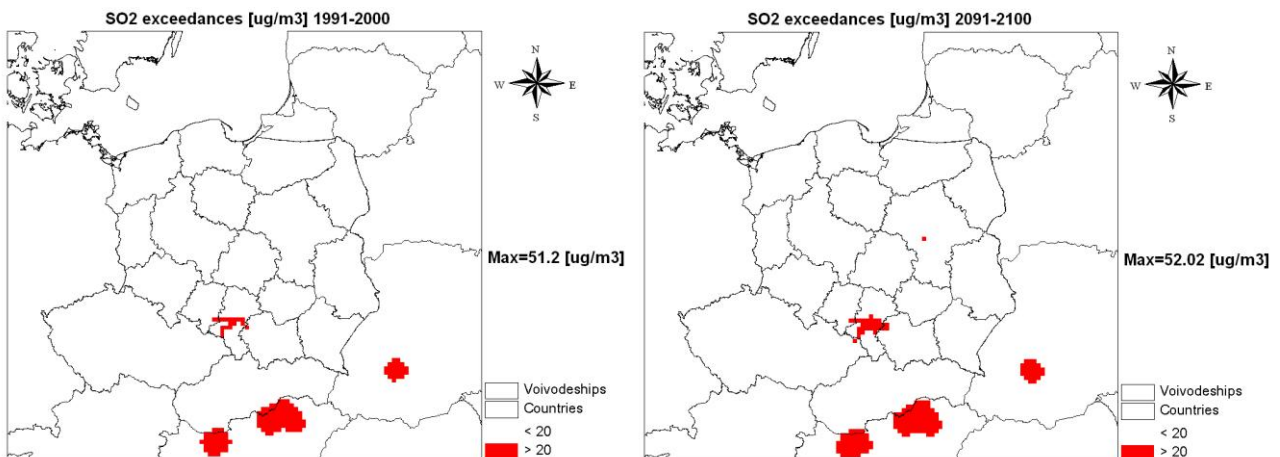 SO2 exceedances [ug/m3] 1991-2000
N
W E
S
Max=51.2 [ug/m3]
Voivodeships
Countries
< 20
> 20
SO2 exceedances [ug/m3] 2091-2100
N
W E
S
Max=52.02 [ug/m3]
Voivodeships
Countries
< 20
> 20